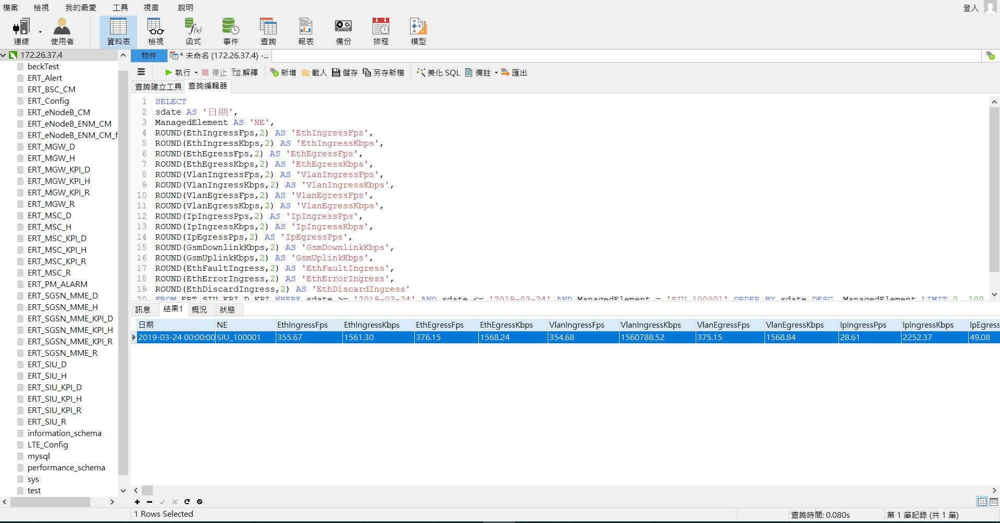 檔案 檢視 我的最愛 工具 視窗 說明 登入
連線 使用者 資料表 檢視 函式 事件 查詢 報表 備份 排程 模型
f(x)
172.26.37.4
beckTest
ERT_Alert
ERT_BSC_CM
ERT_Config
ERT_eNodeB_CM
ERT_eNodeB_ENM_CM
ERT_eNodeB_ENM_CM_f
ERT_MGW_D
ERT_MGW_H
ERT_MGW_KPI_D
ERT_MGW_KPI_H
ERT_MGW_KPI_R
ERT_MGW_R
ERT_MSC_D
ERT_MSC_H
ERT_MSC_KPI_D
ERT_MSC_KPI_H
ERT_MSC_KPI_R
ERT_MSC_R
ERT_PM_ALARM
ERT_SGSN_MME_D
ERT_SGSN_MME_H
ERT_SGSN_MME_KPI_D
ERT_SGSN_MME_KPI_H
ERT_SGSN_MME_KPI_R
ERT_SGSN_MME_R
ERT_SIU_D
ERT_SIU_H
ERT_SIU_KPI_D
ERT_SIU_KPI_H
ERT_SIU_KPI_R
ERT_SIU_R
information_schema
LTE_Config
mysql
performance_schema
sys
test
物件 * 未命名 (172.26.37.4) -...
執行 停止 解釋 新增 載入 儲存 另存新檔 美化 SQL 備註 匯出
查詢建立工具 查詢編輯器
1 SELECT
2 sdate AS '日期',
3 ManagedElement AS 'NE',
4 ROUND(EthIngressFps,2) AS 'EthIngressFps',
5 ROUND(EthIngressKbps,2) AS 'EthIngressKbps',
6 ROUND(EthEgressFps,2) AS 'EthEgressFps',
7 ROUND(EthEgressKbps,2) AS 'EthEgressKbps',
8 ROUND(VlanIngressFps,2) AS 'VlanIngressFps',
9 ROUND(VlanIngressKbps,2) AS 'VlanIngressKbps',
10 ROUND(VlanEgressFps,2) AS 'VlanEgressFps',
11 ROUND(VlanEgressKbps,2) AS 'VlanEgressKbps',
12 ROUND(IpIngressPps,2) AS 'IpIngressPps',
13 ROUND(IpIngressKbps,2) AS 'IpIngressKbps',
14 ROUND(IpEgressPps,2) AS 'IpEgressPps',
15 ROUND(GsmDownlinkKbps,2) AS 'GsmDownlinkKbps',
16 ROUND(GsmUplinkKbps,2) AS 'GsmUplinkKbps',
17 ROUND(EthFaultIngress,2) AS 'EthFaultIngress',
18 ROUND(EthErrorIngress,2) AS 'EthErrorIngress',
19 ROUND(EthDiscardIngress,2) AS 'EthDiscardIngress'
20 FROM ERT_SIU_KPI_D.KPI WHERE sdate >= '2019-03-24' AND sdate <= '2019-03-24' AND ManagedElement = 'SIU_100001' ORDER BY sdate DESC, ManagedElement LIMIT 0, 100
訊息 結果1 概況 狀態
日期 NE EthIngressFps EthIngressKbps EthEgressFps EthEgressKbps VlanIngressFps VlanIngressKbps VlanEgressFps VlanEgressKbps IpIngressPps IpIngressKbps IpEgress
2019-03-24 00:00:00 SIU_100001 355.67 1561.30 376.15 1568.24 354.68 1560788.52 375.15 1568.84 28.61 2252.37 49.08
1 Rows Selected 查詢時間: 0.080s 第 1 筆記錄 (共 1 筆)